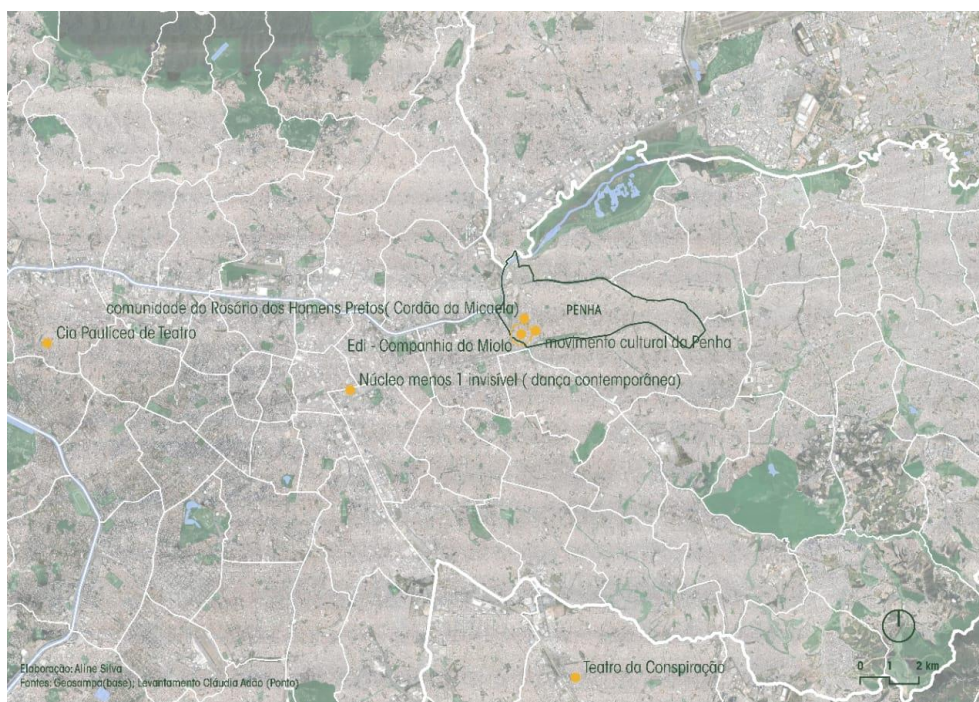 comunidade do Rosário dos Homens Pretos( Cordão da Micaela)
PENHA
Cia Paulicea de Teatro
Edi - Companhia do Miolo
movimento cultural da Penha
Núcleo menos 1 invisível ( dança contemporânea)
Teatro da Conspiração
0 1 2 km
Elaboração: Aline Silva
Fontes: Geosampa(base); Levantamento Cláudia Adão (Ponto)